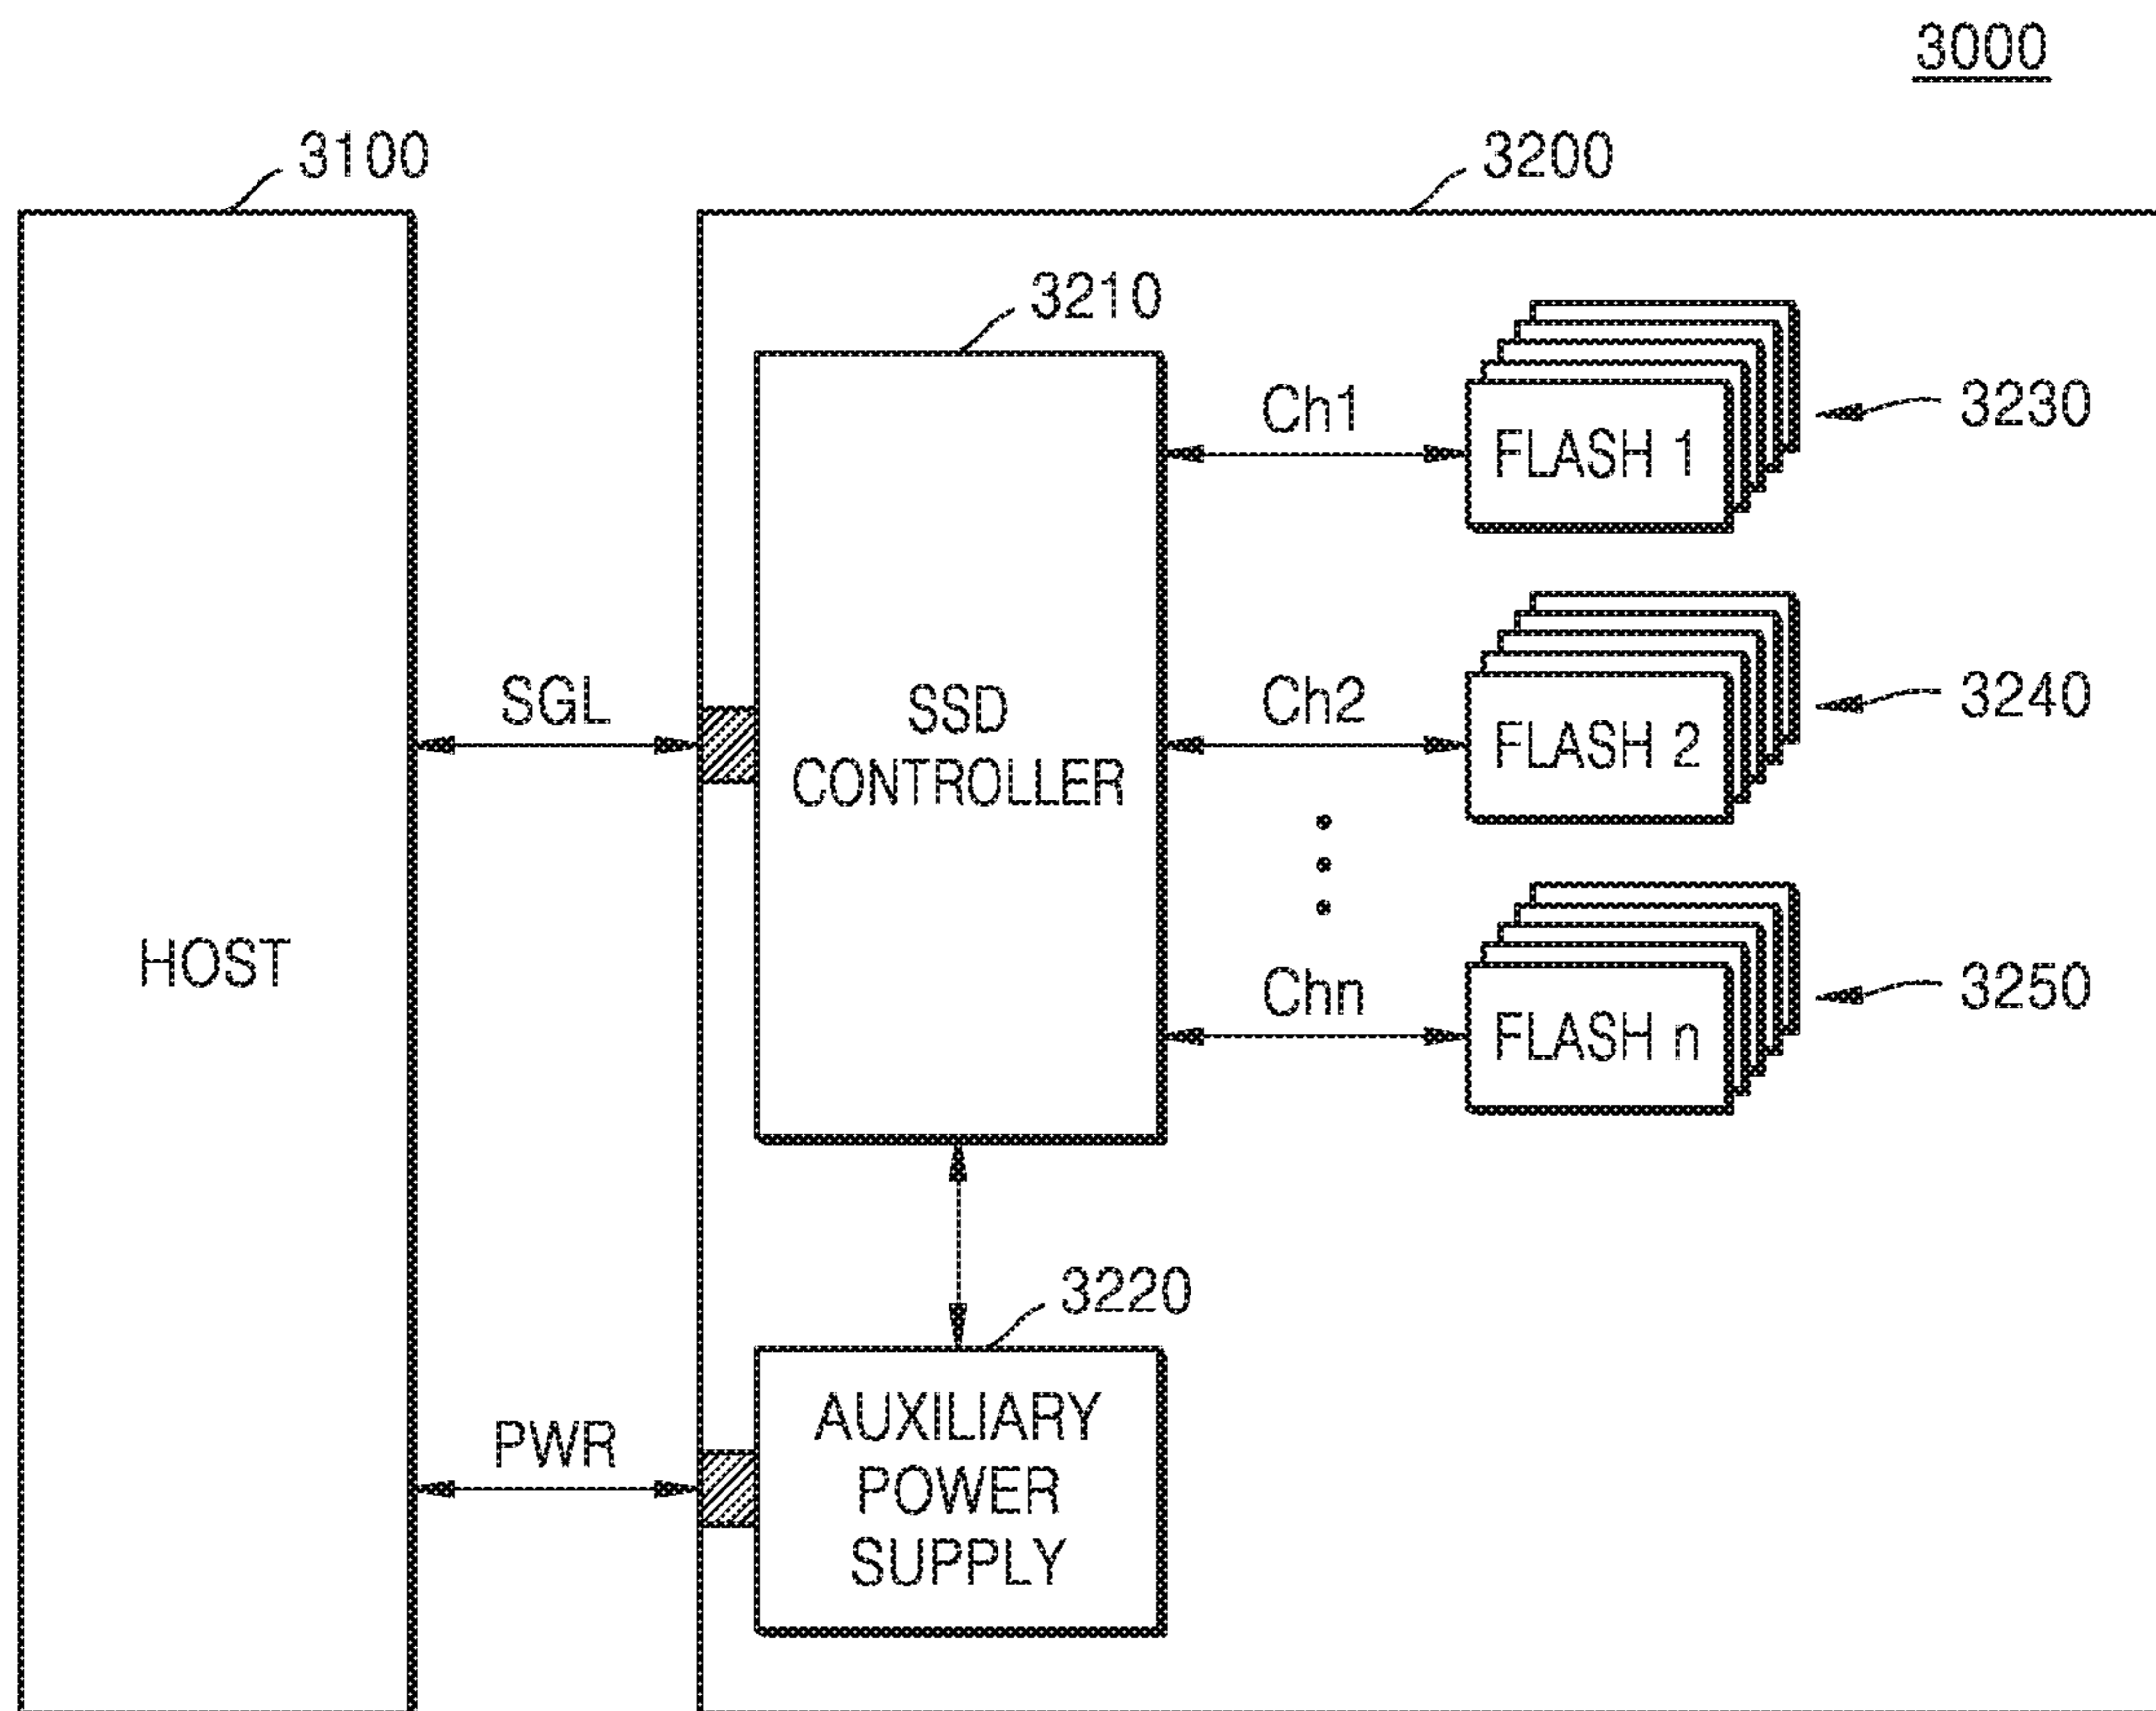 3000
3100
3200
3210
Ch1
FLASH 1
3230
SGL
SSD
CONTROLLER
Ch2
FLASH 2
3240
HOST
Chn
FLASH n
3250
3220
PWR
AUXILIARY
POWER
SUPPLY